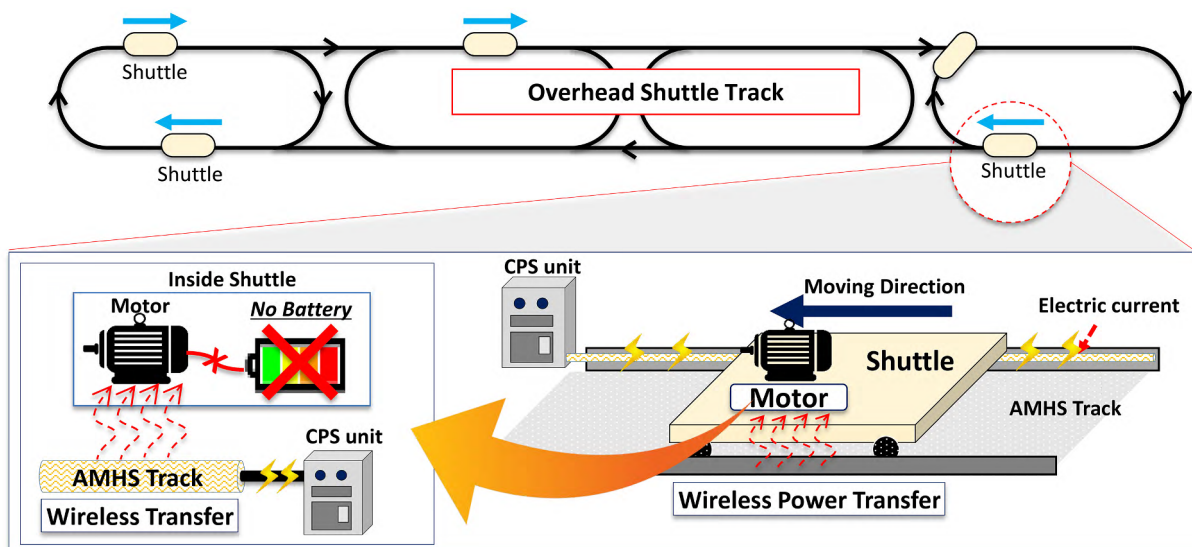 Shuttle
Overhead Shuttle Track
Shuttle
Shuttle
Inside Shuttle
Motor
No Battery
CPS unit
AMHS Track
Wireless Transfer
CPS unit
Moving Direction
Electric current
Shuttle
Motor
AMHS Track
Wireless Power Transfer